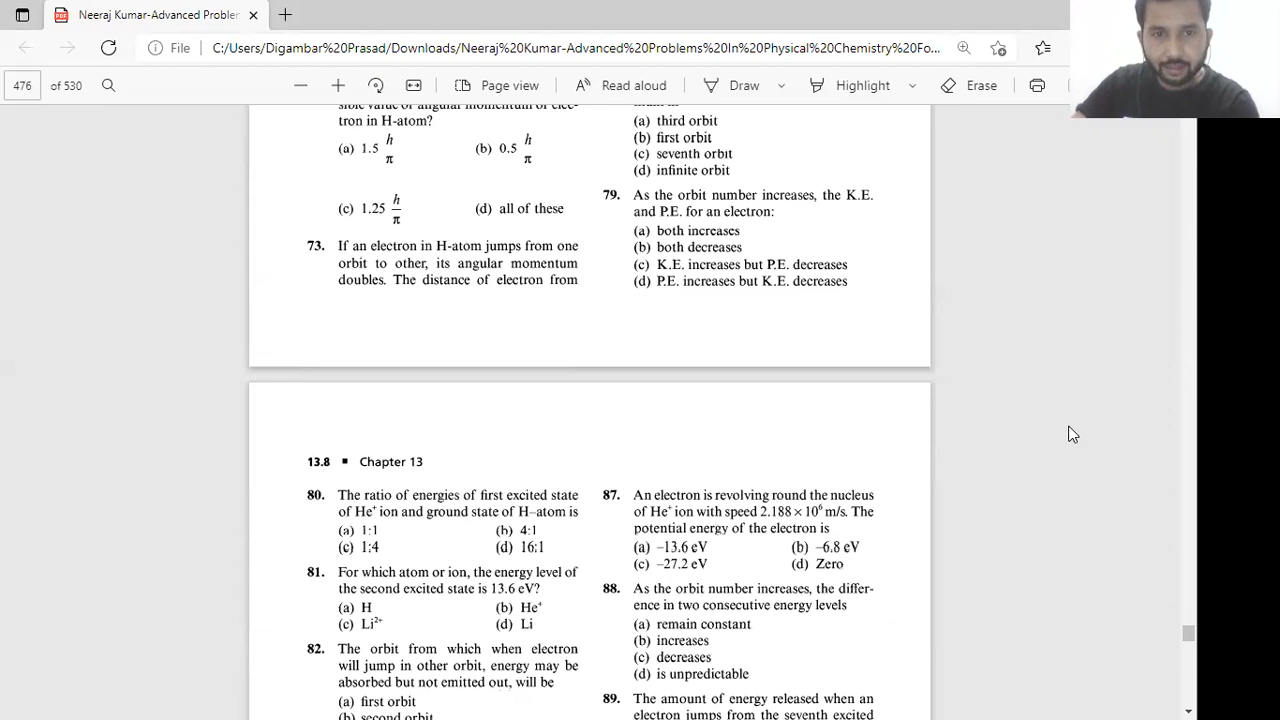 Neeraj Kumar-Advanced Problem
File C:/Users/Digambar%20Prasad/Downloads/Neeraj%20Kumar-Advanced%20Problems%20In%20Physical%20Chemistry%20Fo...
476 of 530 Page view Read aloud Draw Highlight Erase
sible value of angular momentum of elec-
tron in H-atom?
(a) 1.5 h/π (b) 0.5 h/π
(c) 1.25 h/π (d) all of these
73. If an electron in H-atom jumps from one
orbit to other, its angular momentum
doubles. The distance of electron from
(a) third orbit
(b) first orbit
(c) seventh orbit
(d) infinite orbit
79. As the orbit number increases, the K.E.
and P.E. for an electron:
(a) both increases
(b) both decreases
(c) K.E. increases but P.E. decreases
(d) P.E. increases but K.E. decreases
13.8 ▪ Chapter 13
80. The ratio of energies of first excited state
of He⁺ ion and ground state of H–atom is
(a) 1:1 (b) 4:1
(c) 1:4 (d) 16:1
81. For which atom or ion, the energy level of
the second excited state is 13.6 eV?
(a) H (b) He⁺
(c) Li²⁺ (d) Li
82. The orbit from which when electron
will jump in other orbit, energy may be
absorbed but not emitted out, will be
(a) first orbit
(b) second orbit
87. An electron is revolving round the nucleus
of He⁺ ion with speed 2.188 × 10⁶ m/s. The
potential energy of the electron is
(a) –13.6 eV (b) –6.8 eV
(c) –27.2 eV (d) Zero
88. As the orbit number increases, the differ-
ence in two consecutive energy levels
(a) remain constant
(b) increases
(c) decreases
(d) is unpredictable
89. The amount of energy released when an
electron jumps from the seventh excited